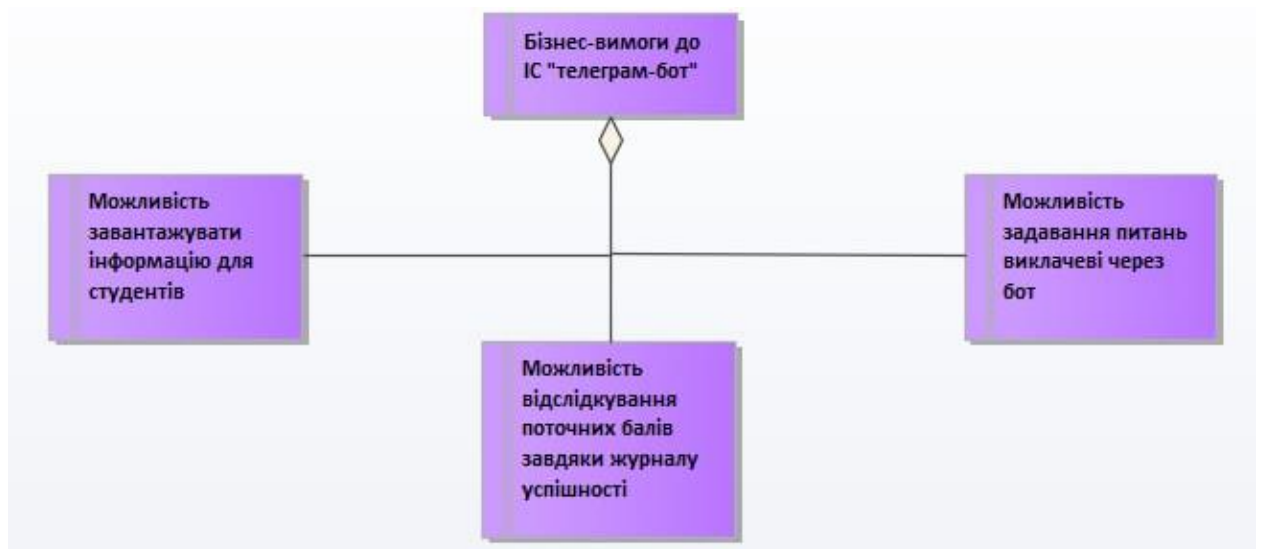 Бізнес-вимоги до
ІС "телеграм-бот"
Можливість
завантажувати
інформацію для
студентів
Можливість
задавання питань
виклачеві через
бот
Можливість
відслідкування
поточних балів
завдяки журналу
успішності